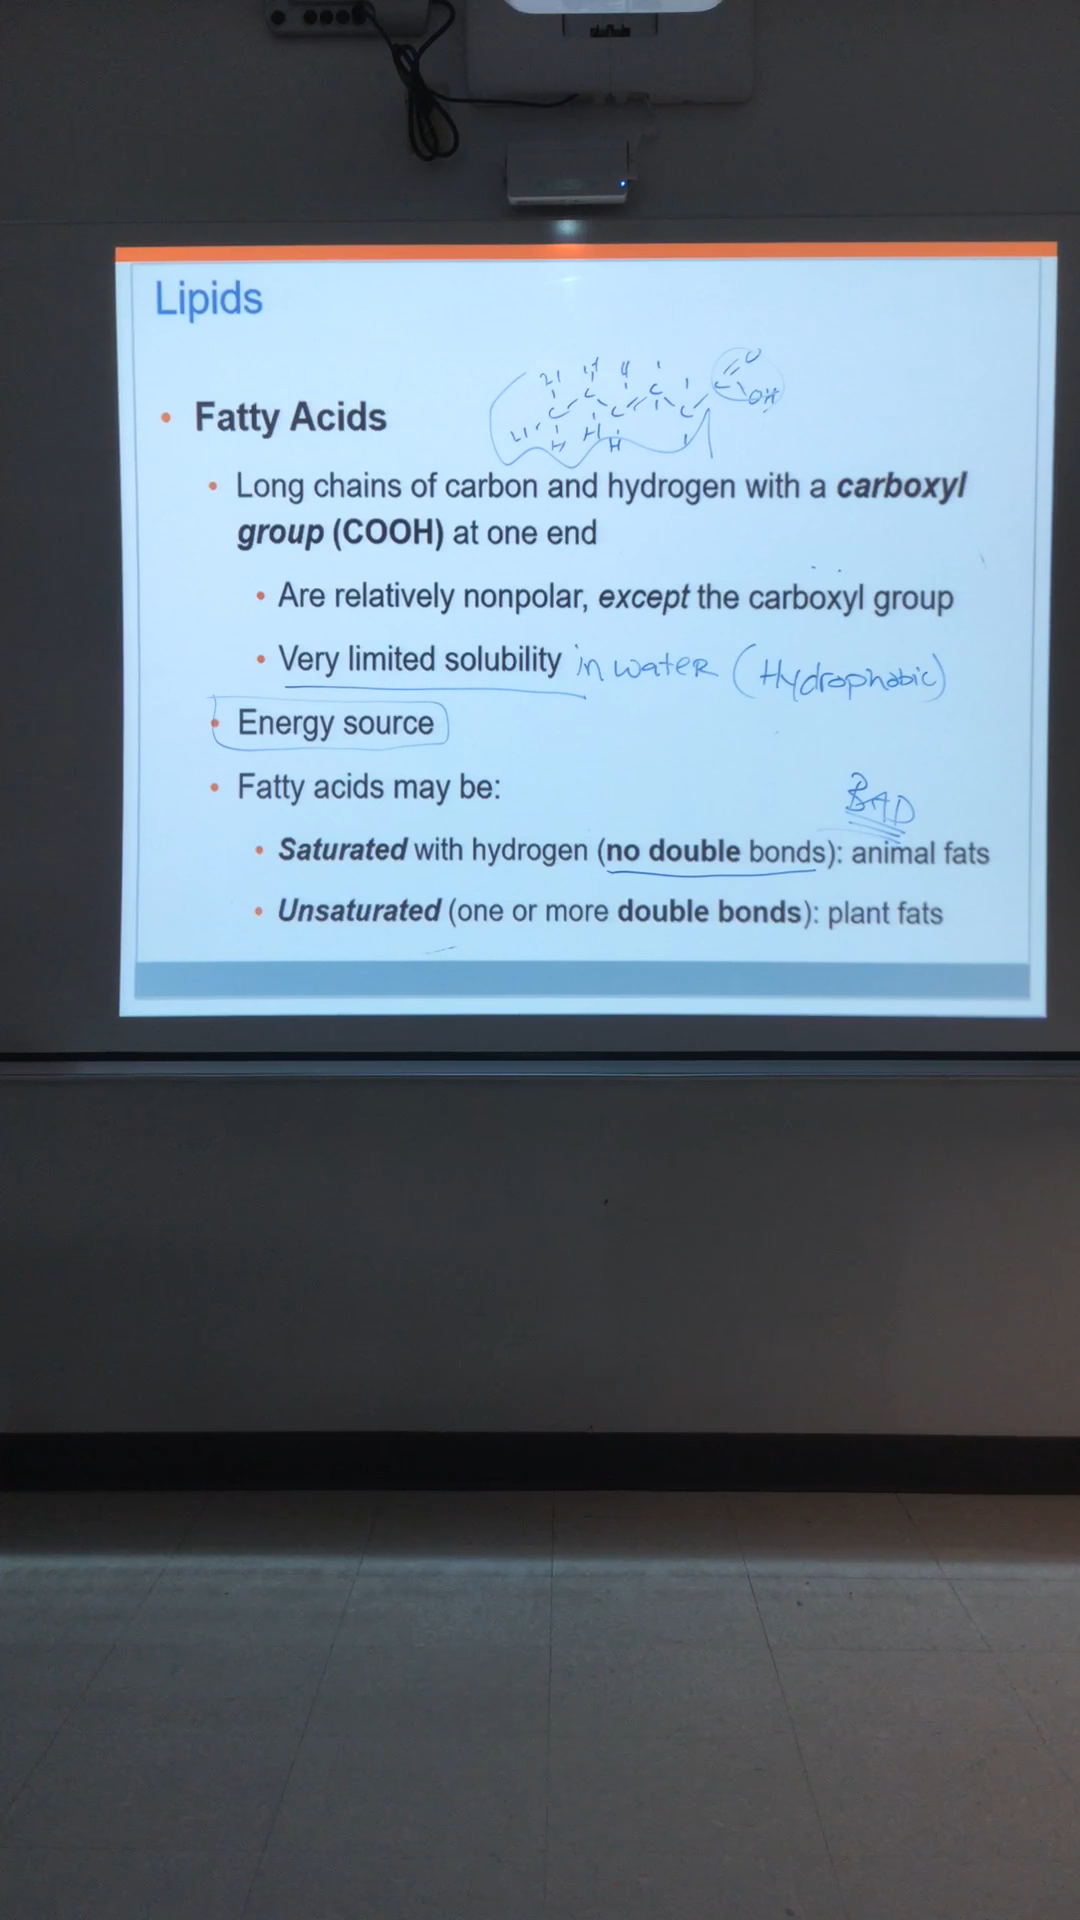 Lipids
• Fatty Acids
• Long chains of carbon and hydrogen with a carboxyl
group (COOH) at one end
• Are relatively nonpolar, except the carboxyl group
• Very limited solubility in water (Hydrophobic)
• Energy source
• Fatty acids may be:
BAD
• Saturated with hydrogen (no double bonds): animal fats
• Unsaturated (one or more double bonds): plant fats